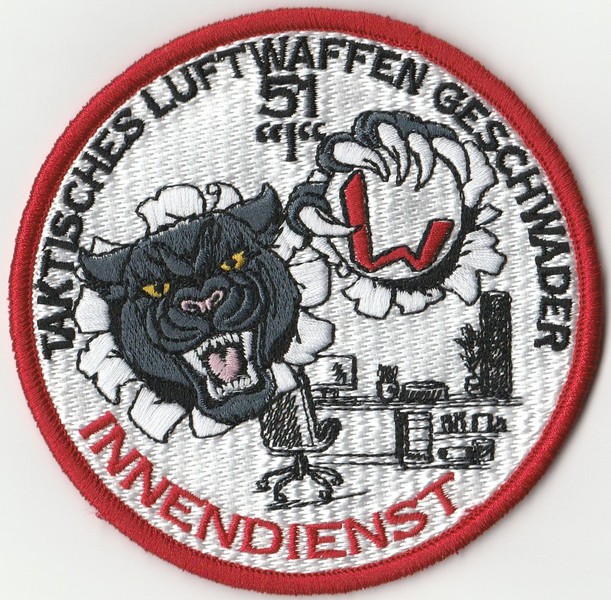 TAKTISCHES LUFTWAFFEN GESCHWADER
51
"I"
W
INNENDIENST